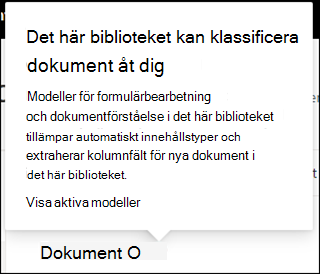 Det här biblioteket kan klassificera
dokument åt dig
Modeller för formulärbearbetning
och dokumentförståelse i det här biblioteket
tillämpar automatiskt innehållstyper och
extraherar kolumnfält för nya dokument i
det här biblioteket.
Visa aktiva modeller
Dokument O